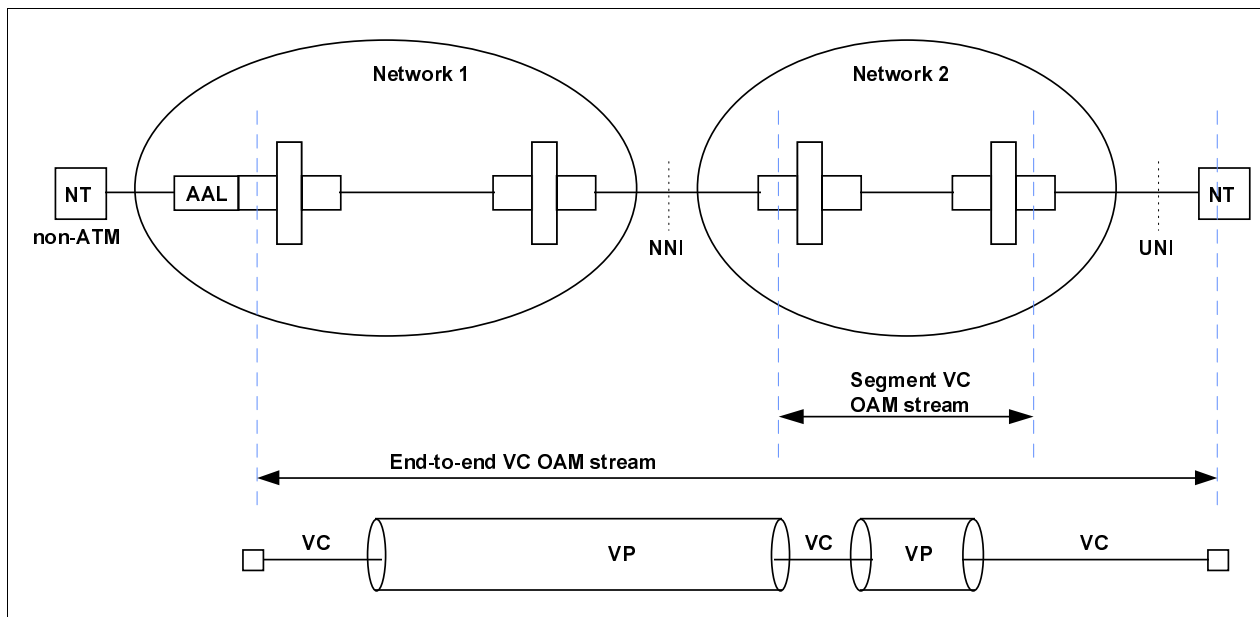 Network 1
Network 2
NT
AAL
NT
non-ATM
NNI
UNI
Segment VC
OAM stream
End-to-end VC OAM stream
VC
VP
VC
VP
VC